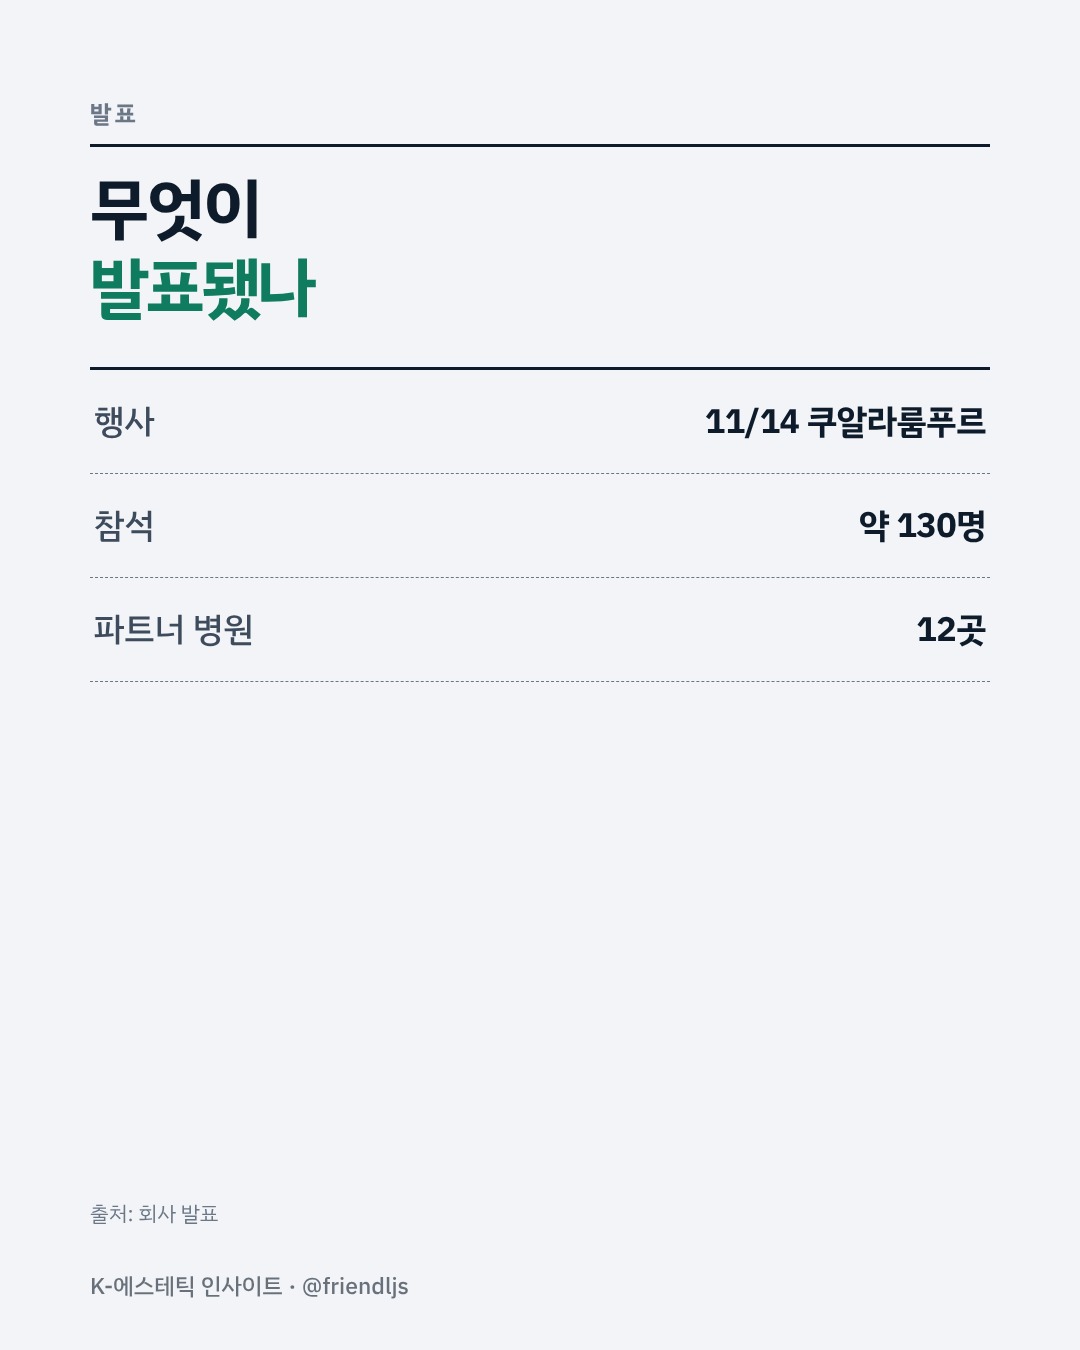 발표
무엇이
발표됐나
행사 11/14 쿠알라룸푸르
참석 약 130명
파트너 병원 12곳
출처: 회사 발표
K-에스테틱 인사이트 · @friendljs